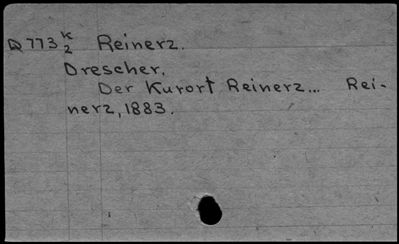 D 773 K/2 Reinerz.
Drescher.
Der Kurort Reinerz... Rei-
nerz, 1883.